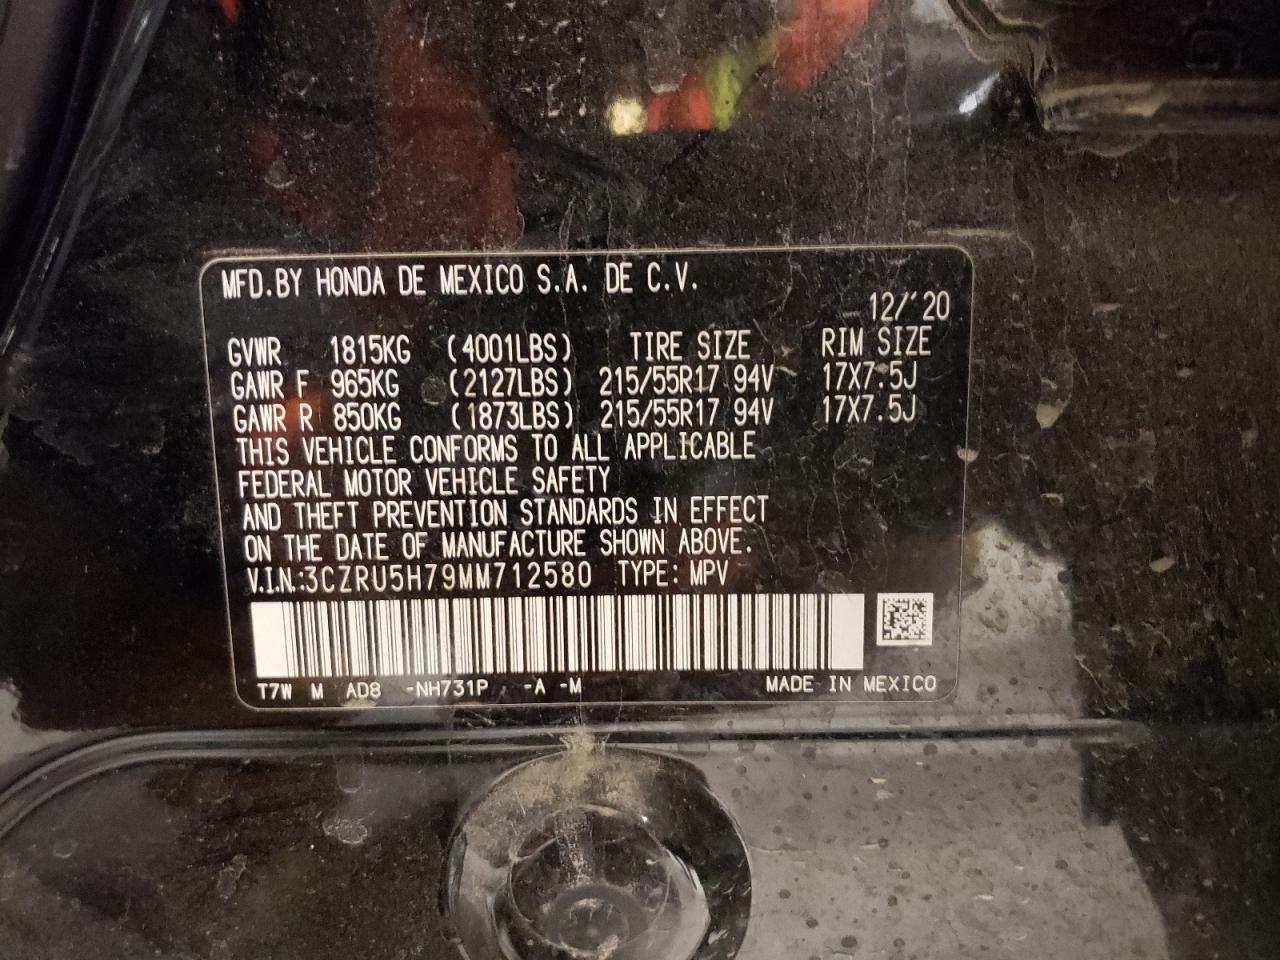 MFD.BY HONDA DE MEXICO S.A. DE C.V.
12/'20
GVWR 1815KG (4001LBS) TIRE SIZE RIM SIZE
GAWR F 965KG (2127LBS) 215/55R17 94V 17X7.5J
GAWR R 850KG (1873LBS) 215/55R17 94V 17X7.5J
THIS VEHICLE CONFORMS TO ALL APPLICABLE
FEDERAL MOTOR VEHICLE SAFETY
AND THEFT PREVENTION STANDARDS IN EFFECT
ON THE DATE OF MANUFACTURE SHOWN ABOVE.
V.I.N.:3CZRU5H79MM712580 TYPE: MPV
T7W M AD8 -NH731P -A -M MADE IN MEXICO